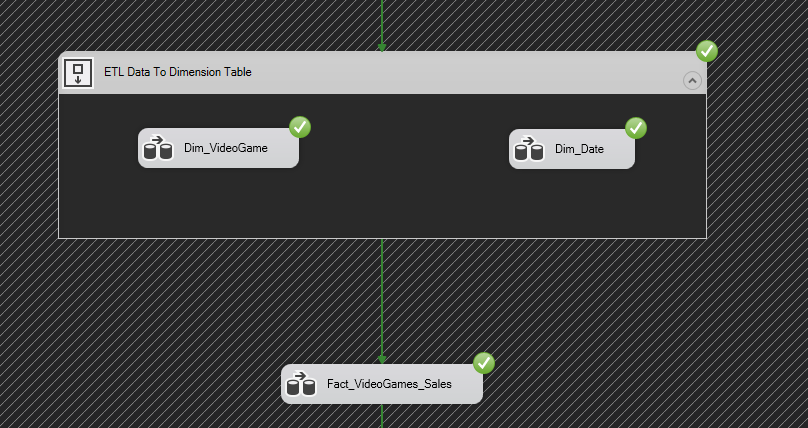 ETL Data To Dimension Table
Dim_VideoGame
Dim_Date
Fact_VideoGames_Sales